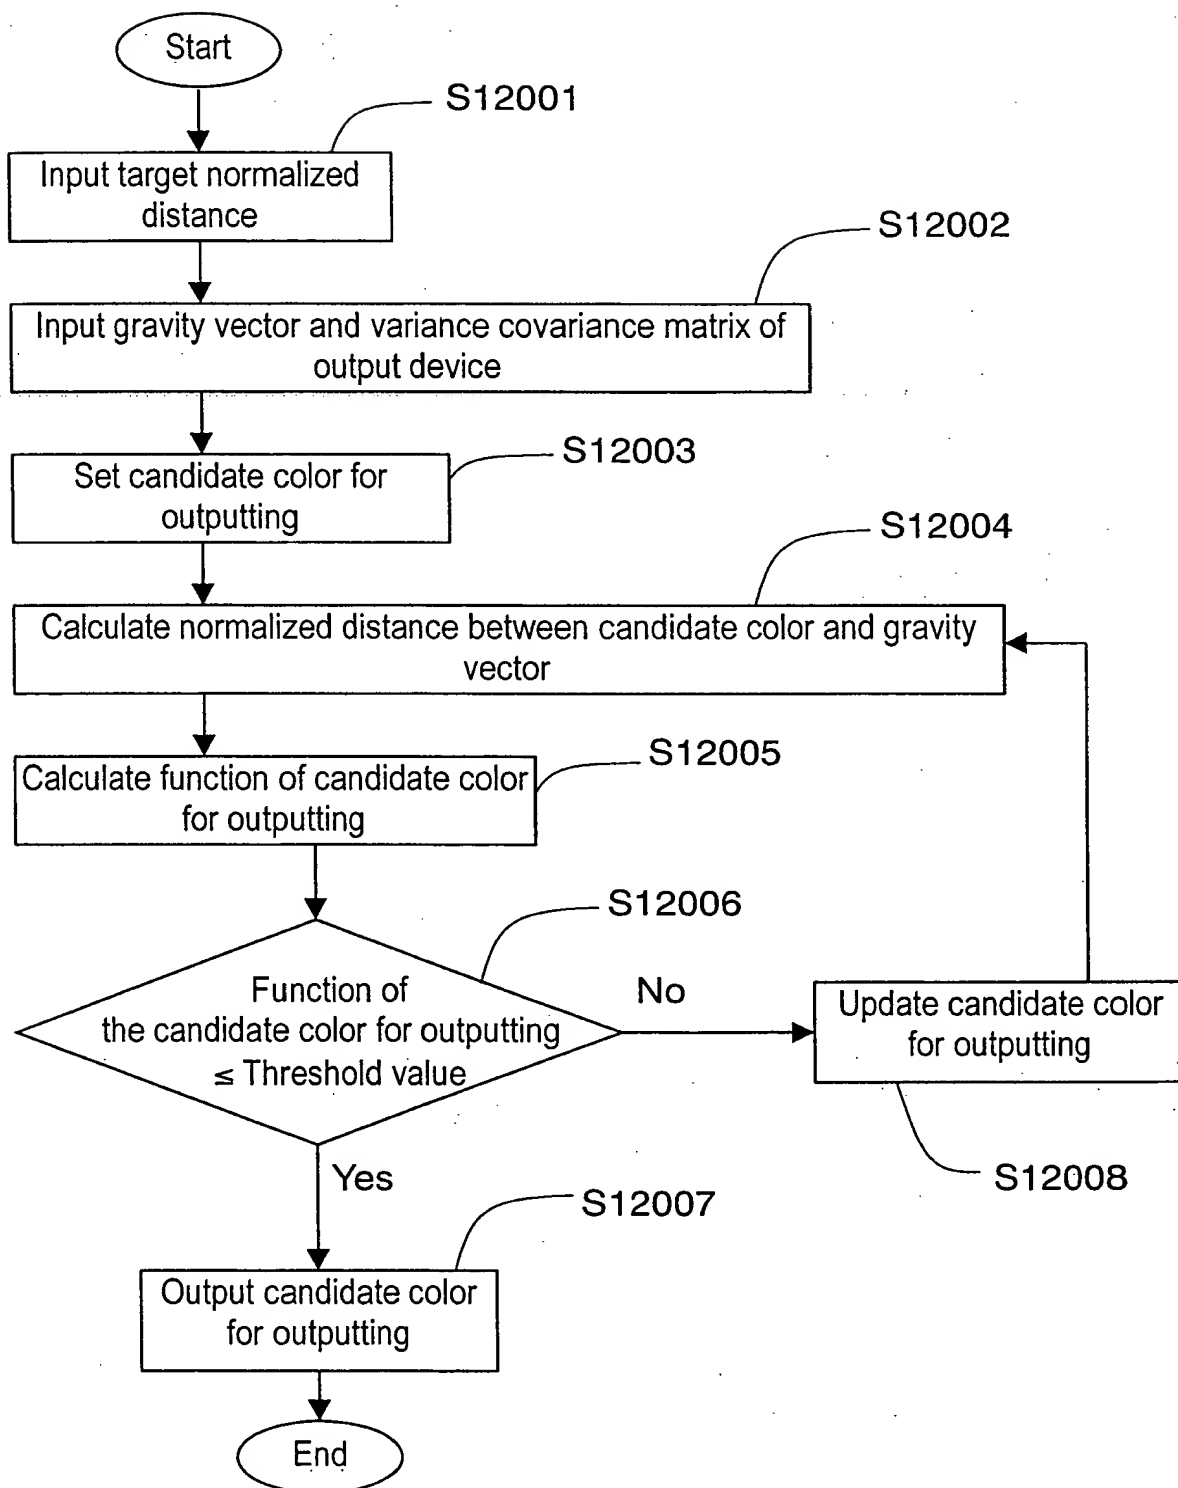 Start
S12001
Input target normalized
distance
S12002
Input gravity vector and variance covariance matrix of
output device
S12003
Set candidate color for
outputting
S12004
Calculate normalized distance between candidate color and gravity
vector
S12005
Calculate function of candidate color
for outputting
S12006
Function of
the candidate color for outputting
≤ Threshold value
No
Update candidate color
for outputting
S12008
Yes
S12007
Output candidate color
for outputting
End